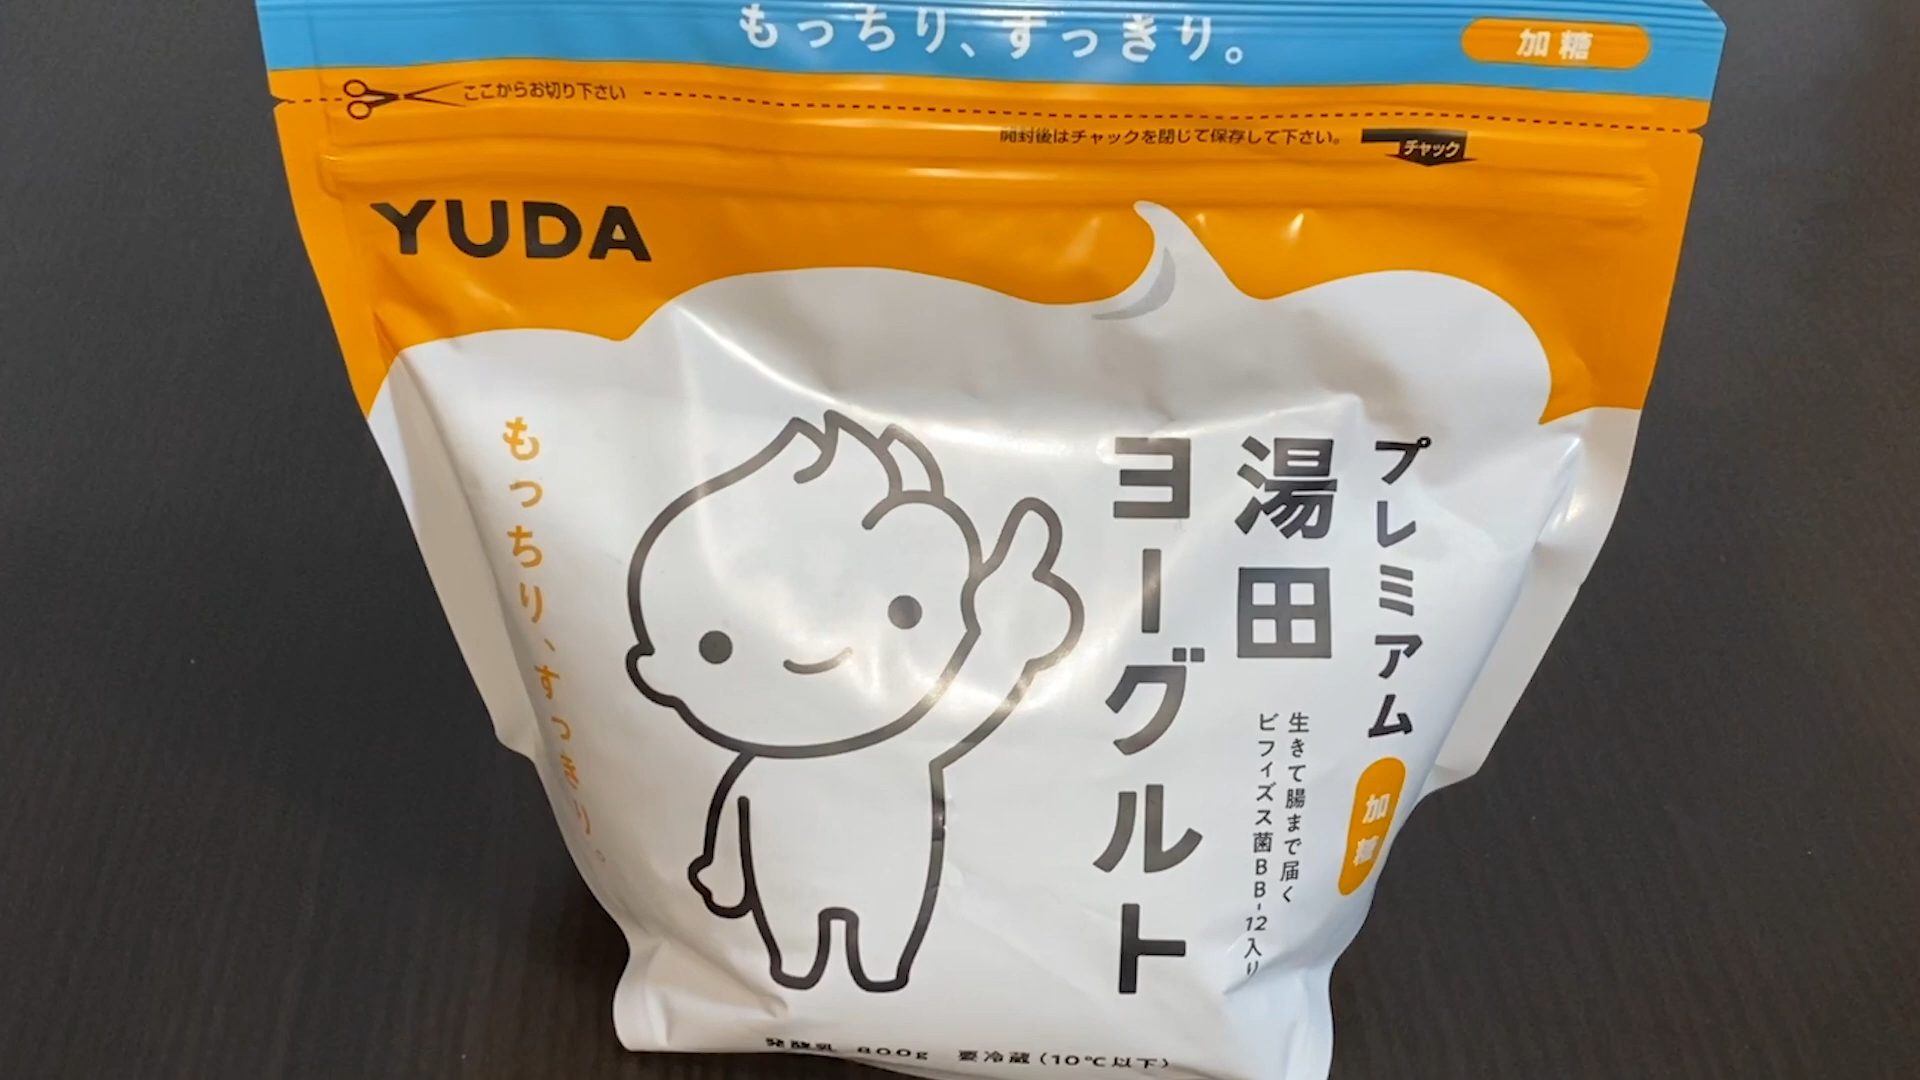 もっちり、すっきり。
加糖
ここからお切り下さい
開封後はチャックを閉じて保存して下さい。
チャック
YUDA
プレミアム
加糖
湯田
ヨーグルト
生きて腸まで届く
ビフィズス菌BB-12入り
もっちり、すっきり。
発酵乳 800g 要冷蔵(10℃以下)